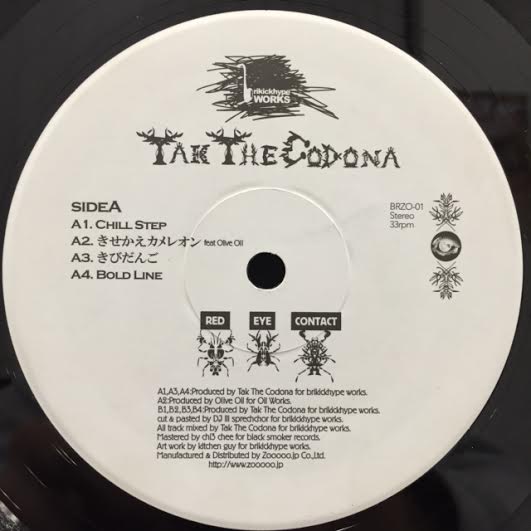 brikickhype
WORKS
TAK THE CODONA
SIDEA
A1. CHILL STEP
A2. きせかえカメレオン feat Olive Oil
A3. きびだんご
A4. BOLD LINE
BRZO-01
Stereo
33rpm
RED EYE CONTACT
A1,A3,A4:Produced by Tak The Codona for brikickhype works.
A2:Produced by Olive Oil for Oil Works.
B1,B2,B3,B4:Produced by Tak The Codona for brikickhype works.
cut & pasted by DJ Ill sprechchor for brikickhype works.
All track mixed by Tak The Codona for brikickhype works.
Mastered by chi3 chee for black smoker records.
Art work by kitchen guy for brikickhype works.
Manufactured & Distributed by Zooooo.jp Co.,Ltd.
http://www.zooooo.jp